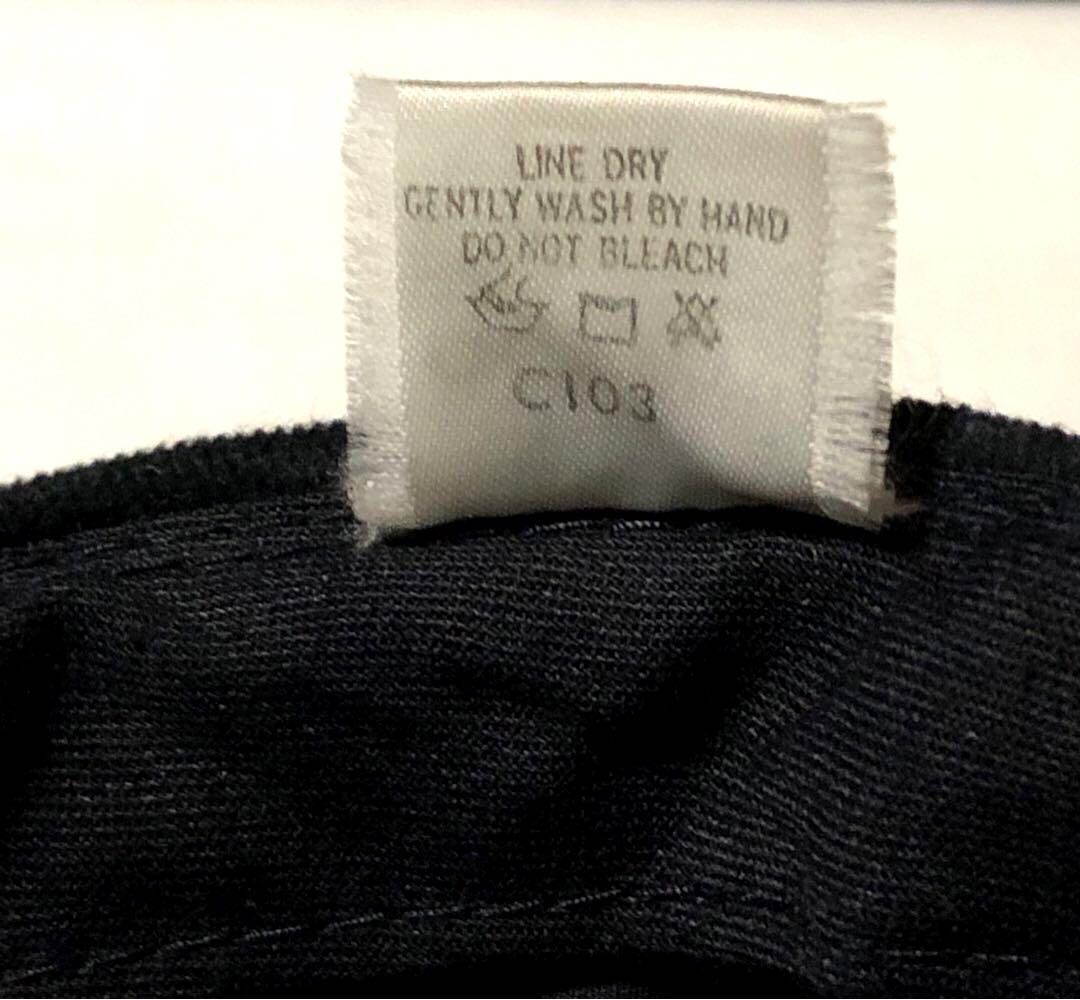 LINE DRY
GENTLY WASH BY HAND
DO NOT BLEACH
C103